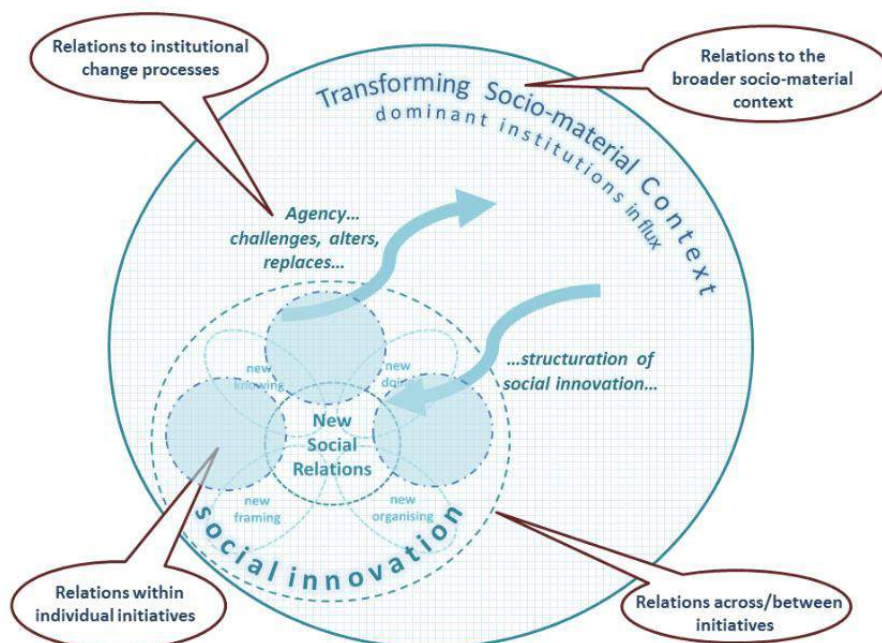 Relations to institutional
change processes
Relations to the
broader socio-material
context
Transforming Socio-material Context
dominant institutions in flux
Agency...
challenges, alters,
replaces...
...structuration of
social innovation...
new
knowing
new
New
Social
Relations
new
framing
new
organising
social innovation
Relations within
individual initiatives
Relations across/between
initiatives